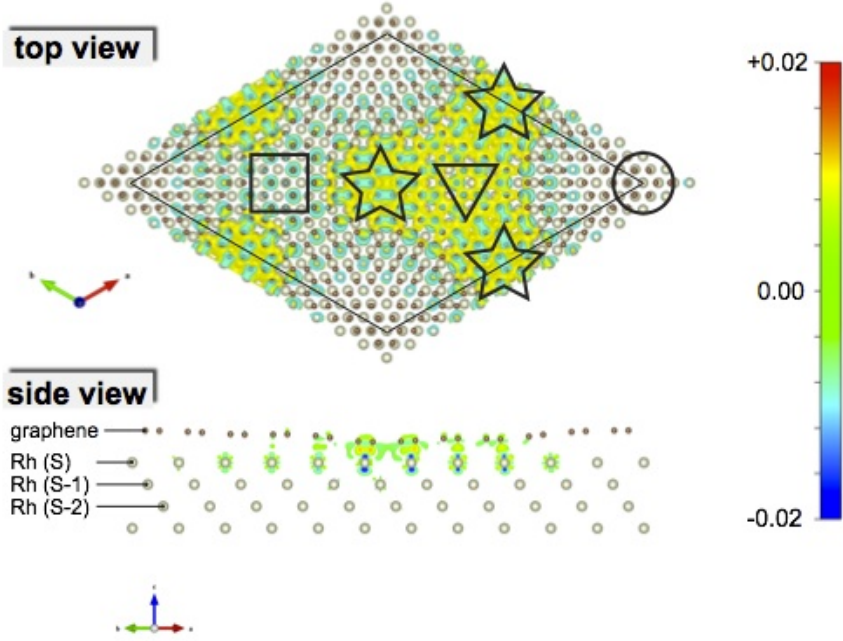 top view
+0.02
0.00
-0.02
b
a
side view
graphene
Rh (S)
Rh (S-1)
Rh (S-2)
c
b
a